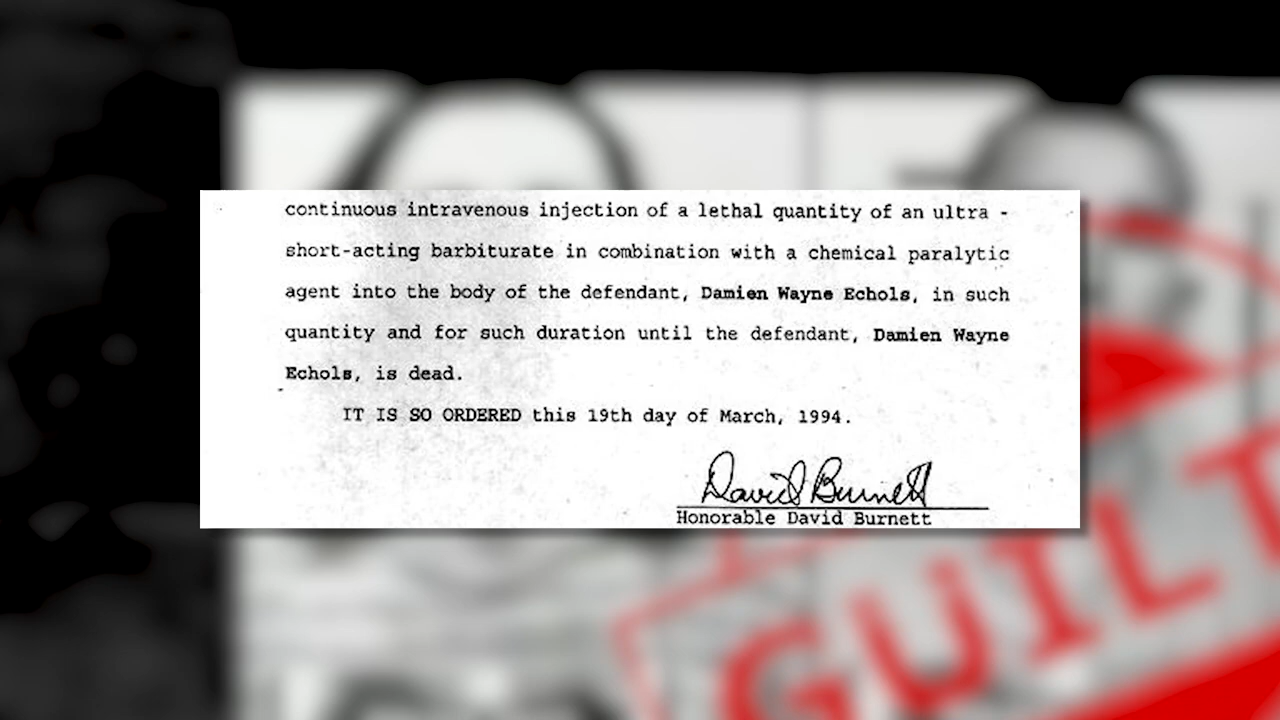 continuous intravenous injection of a lethal quantity of an ultra -
short-acting barbiturate in combination with a chemical paralytic
agent into the body of the defendant, Damien Wayne Echols, in such
quantity and for such duration until the defendant, Damien Wayne
Echols, is dead.
IT IS SO ORDERED this 19th day of March, 1994.
David Burnett
Honorable David Burnett
GUILT